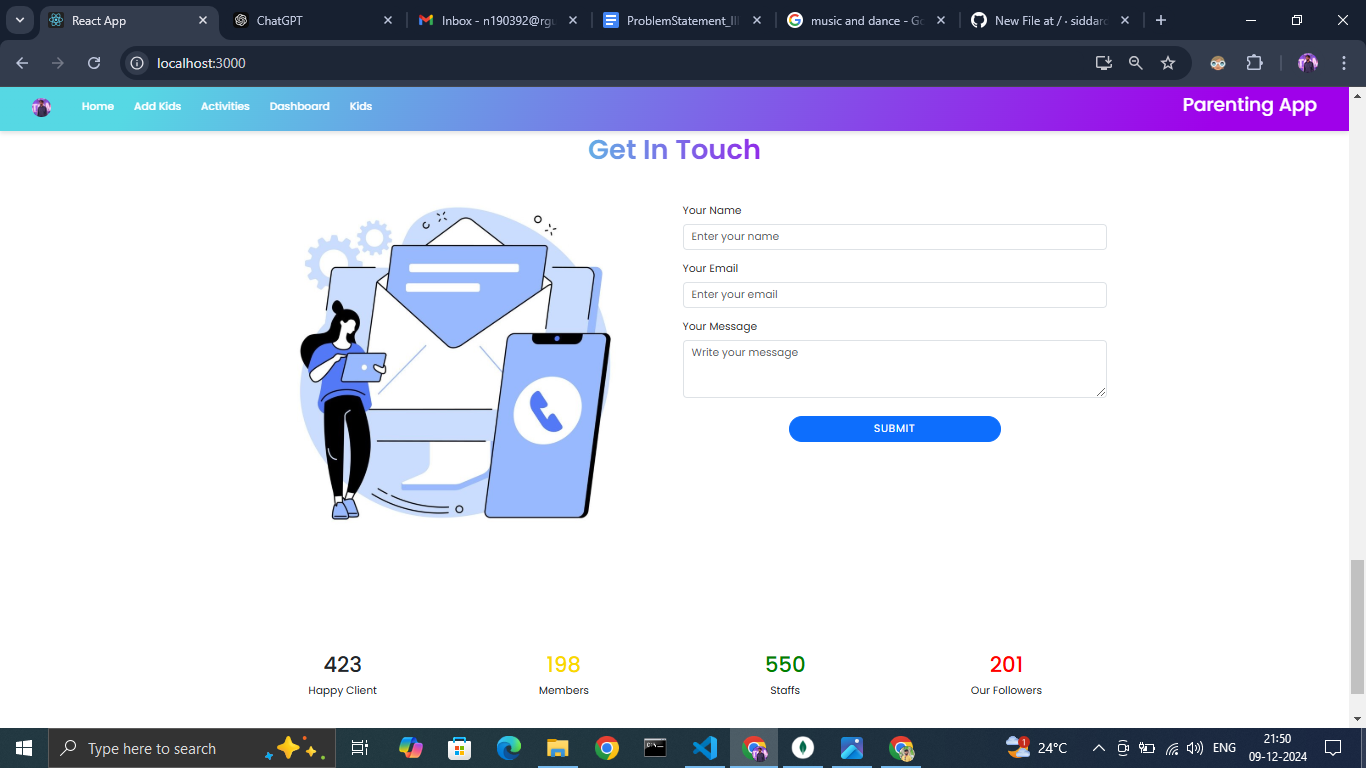 React App
ChatGPT
Inbox - n190392@rgu
ProblemStatement_II
music and dance - Go
New File at / · siddaro
localhost:3000
Home
Add Kids
Activities
Dashboard
Kids
Parenting App
Get In Touch
Your Name
Enter your name
Your Email
Enter your email
Your Message
Write your message
SUBMIT
423
198
550
201
Happy Client
Members
Staffs
Our Followers
Type here to search
1
24°C
ENG
21:50
09-12-2024